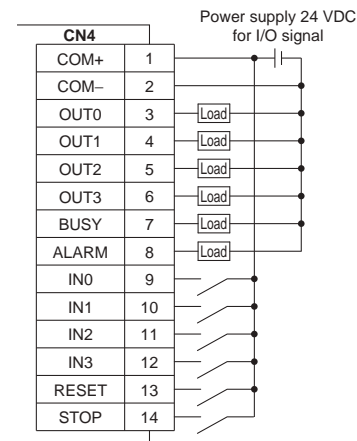 Power supply 24 VDC
for I/O signal
CN4
COM+ 1
COM− 2
OUT0 3 Load
OUT1 4 Load
OUT2 5 Load
OUT3 6 Load
BUSY 7 Load
ALARM 8 Load
IN0 9
IN1 10
IN2 11
IN3 12
RESET 13
STOP 14